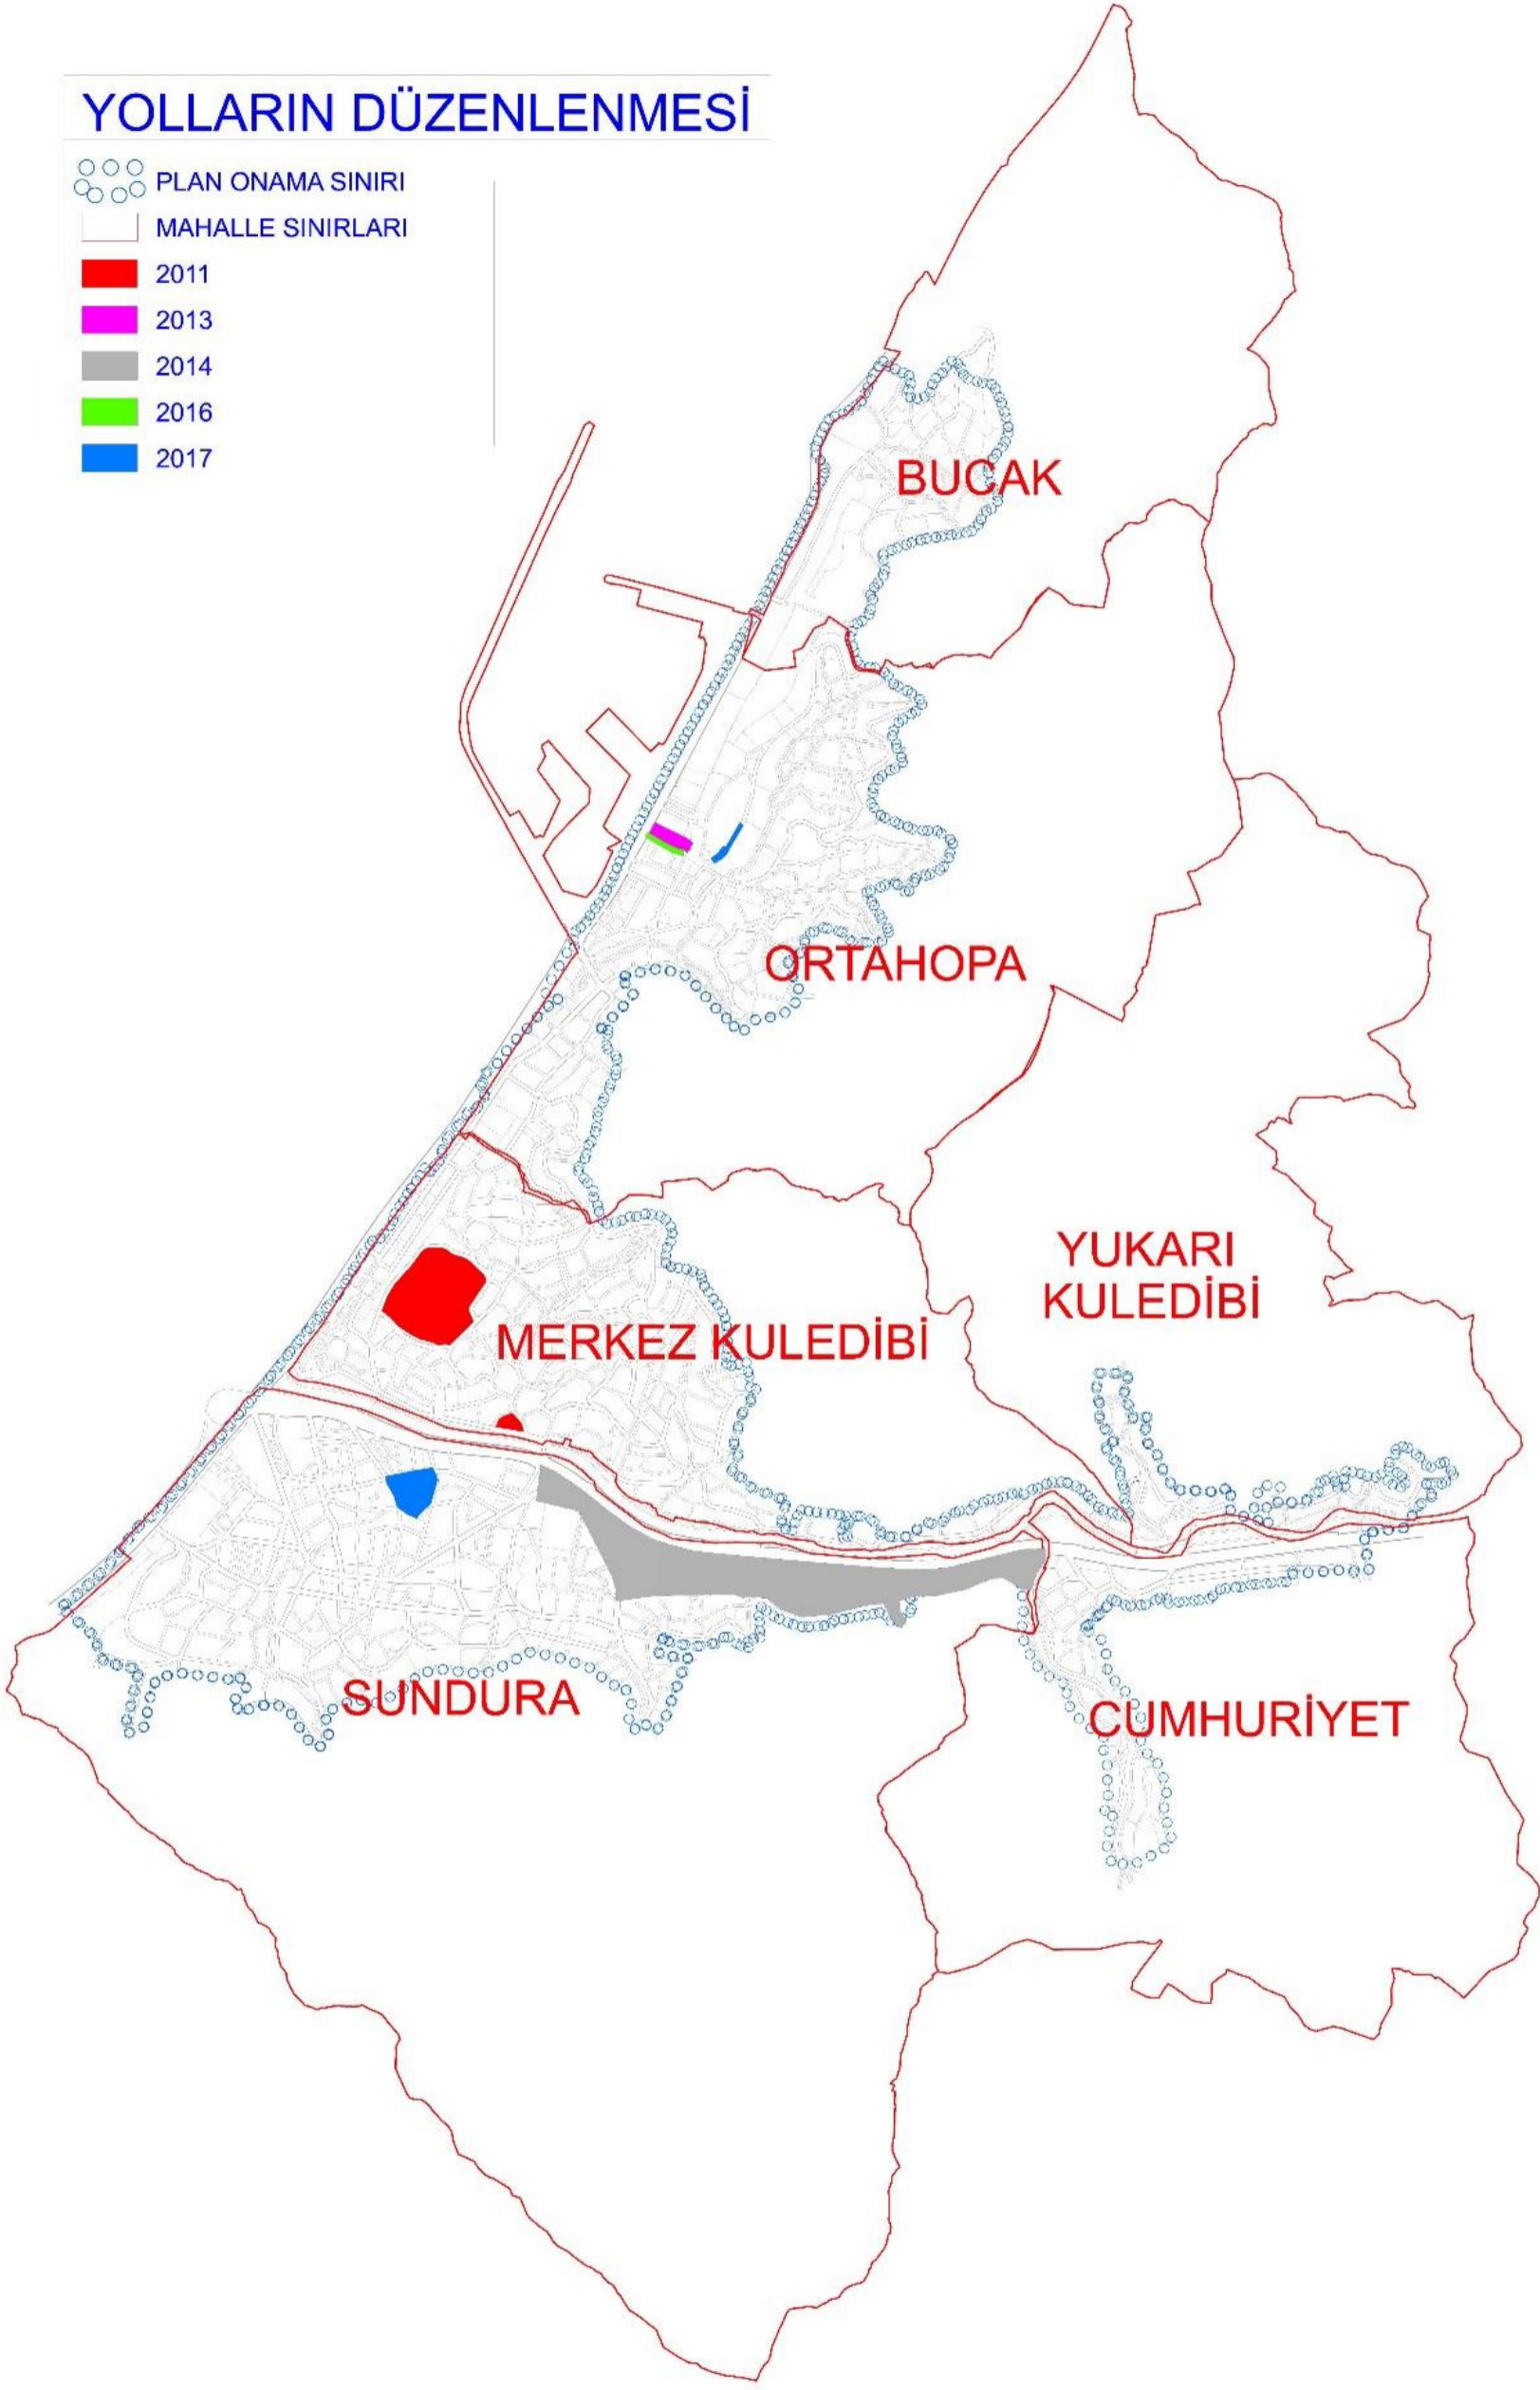 YOLLARIN DÜZENLENMESİ
PLAN ONAMA SINIRI
MAHALLE SINIRLARI
2011
2013
2014
2016
2017
BUCAK
ORTAHOPA
YUKARI
KULEDİBİ
MERKEZ KULEDİBİ
SUNDURA
CUMHURİYET